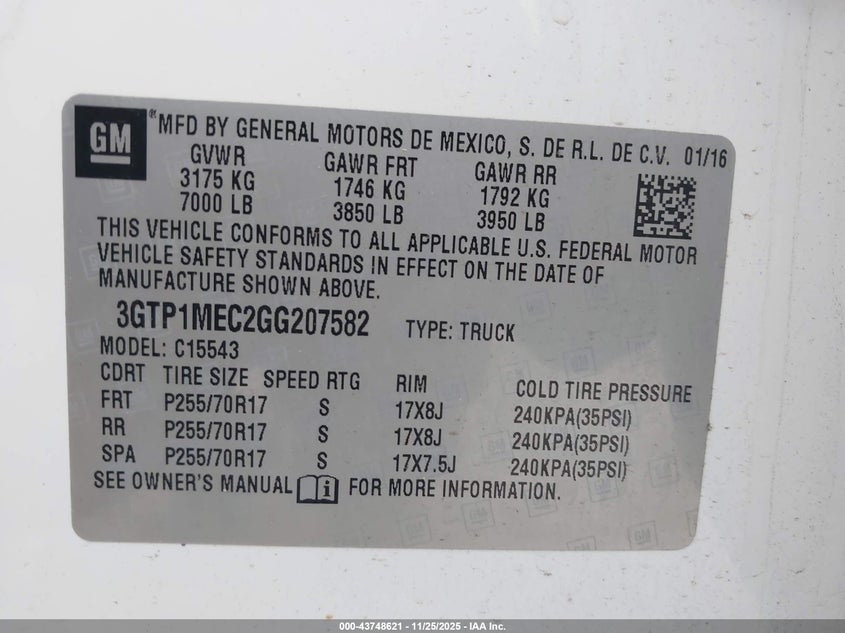 GM ® MFD BY GENERAL MOTORS DE MEXICO, S. DE R.L. DE C.V. 01/16
GVWR GAWR FRT GAWR RR
3175 KG 1746 KG 1792 KG
7000 LB 3850 LB 3950 LB
THIS VEHICLE CONFORMS TO ALL APPLICABLE U.S. FEDERAL MOTOR
VEHICLE SAFETY STANDARDS IN EFFECT ON THE DATE OF
MANUFACTURE SHOWN ABOVE.
3GTP1MEC2GG207582 TYPE: TRUCK
MODEL: C15543
CDRT TIRE SIZE SPEED RTG RIM COLD TIRE PRESSURE
FRT P255/70R17 S 17X8J 240KPA(35PSI)
RR P255/70R17 S 17X8J 240KPA(35PSI)
SPA P255/70R17 S 17X7.5J 240KPA(35PSI)
SEE OWNER'S MANUAL i FOR MORE INFORMATION.
000-43748621 - 11/25/2025 - IAA Inc.